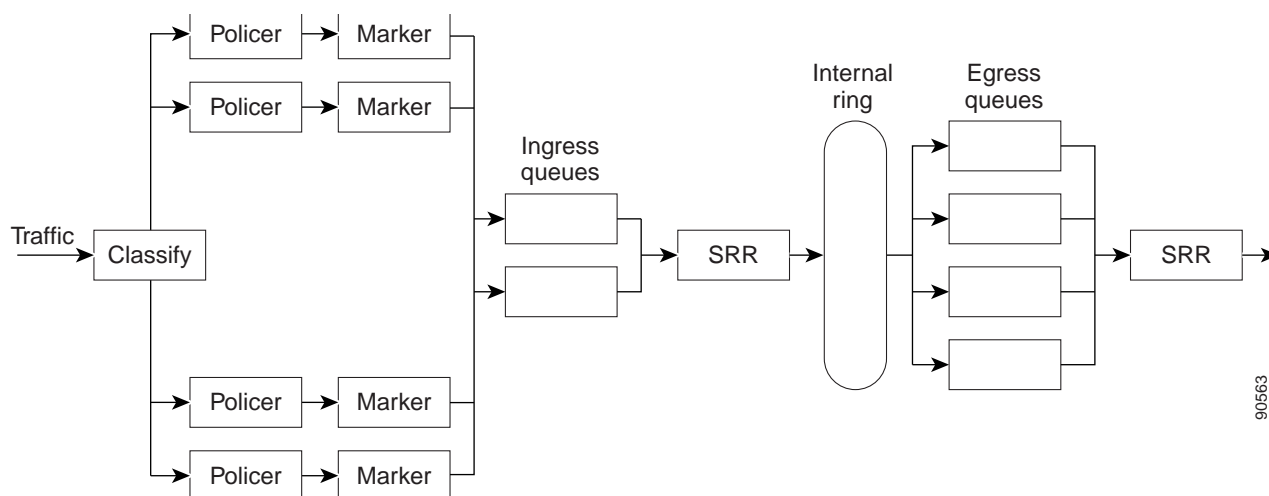 Policer
Marker
Policer
Marker
Internal
ring
Egress
queues
Ingress
queues
Traffic
Classify
SRR
SRR
Policer
Marker
Policer
Marker
90563